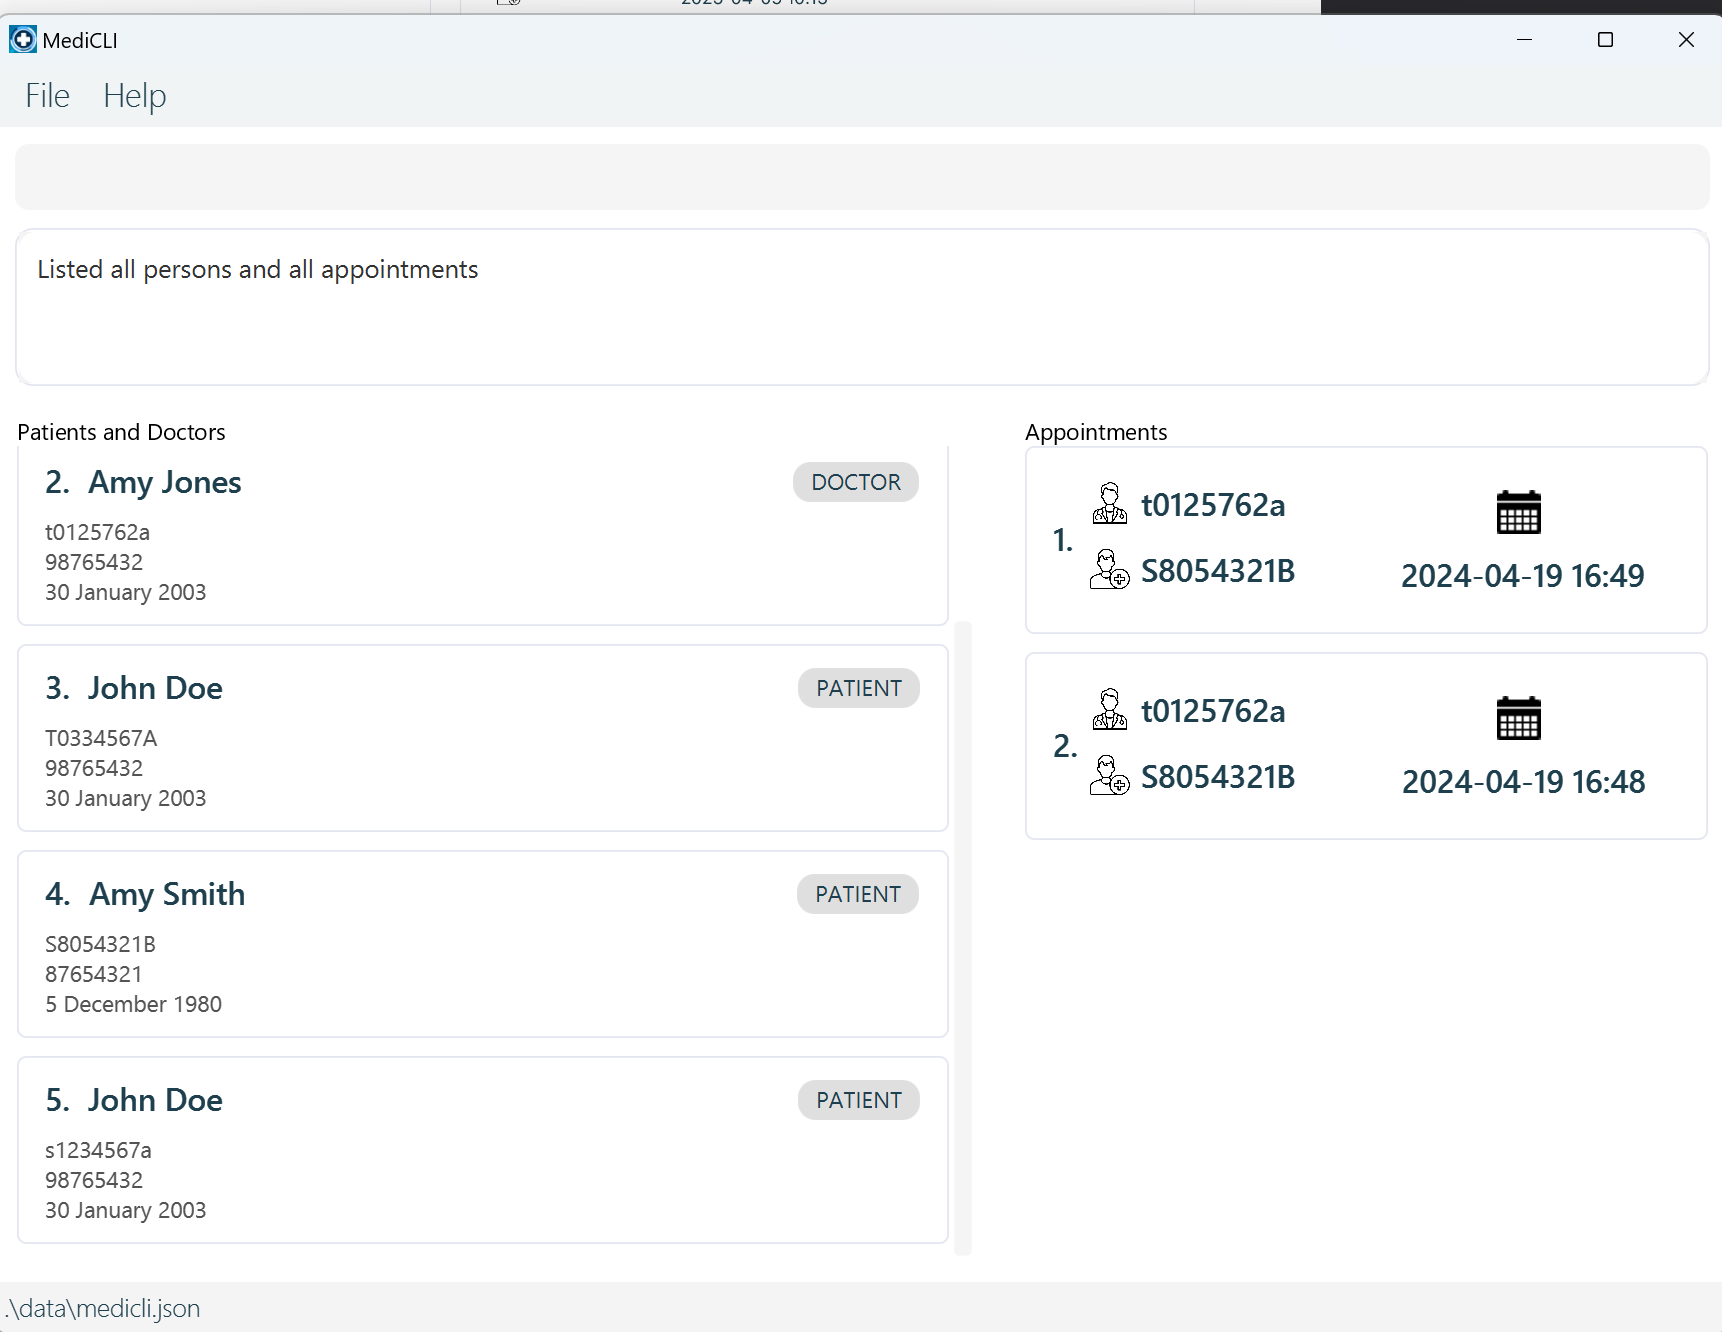 MediCLI
File Help
Listed all persons and all appointments
Patients and Doctors
2. Amy Jones
DOCTOR
t0125762a
98765432
30 January 2003
3. John Doe
PATIENT
T0334567A
98765432
30 January 2003
4. Amy Smith
PATIENT
S8054321B
87654321
5 December 1980
5. John Doe
PATIENT
s1234567a
98765432
30 January 2003
Appointments
1.
t0125762a
S8054321B
2024-04-19 16:49
2.
t0125762a
S8054321B
2024-04-19 16:48
.\data\medicli.json